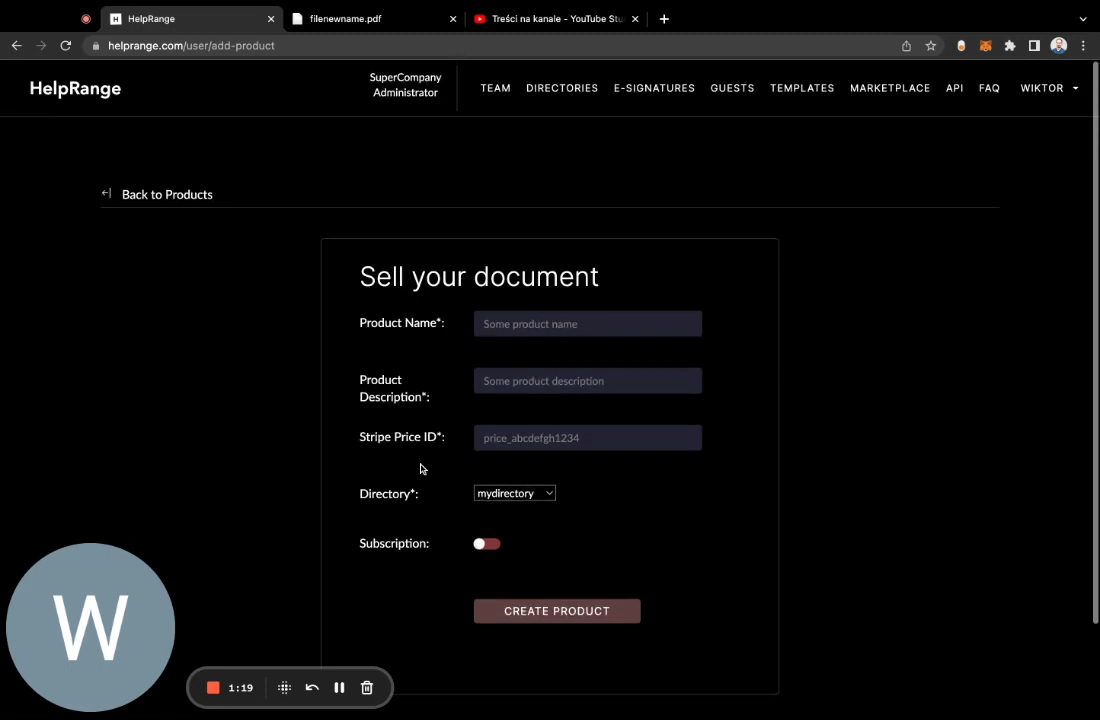 HelpRange
filenewname.pdf
Treści na kanale - YouTube Stu
helprange.com/user/add-product
HelpRange
SuperCompany
Administrator
TEAM
DIRECTORIES
E-SIGNATURES
GUESTS
TEMPLATES
MARKETPLACE
API
FAQ
WIKTOR
Back to Products
Sell your document
Product Name*:
Some product name
Product
Description*:
Some product description
Stripe Price ID*:
price_abcdefgh1234
Directory*:
mydirectory
Subscription:
CREATE PRODUCT
W
1:19